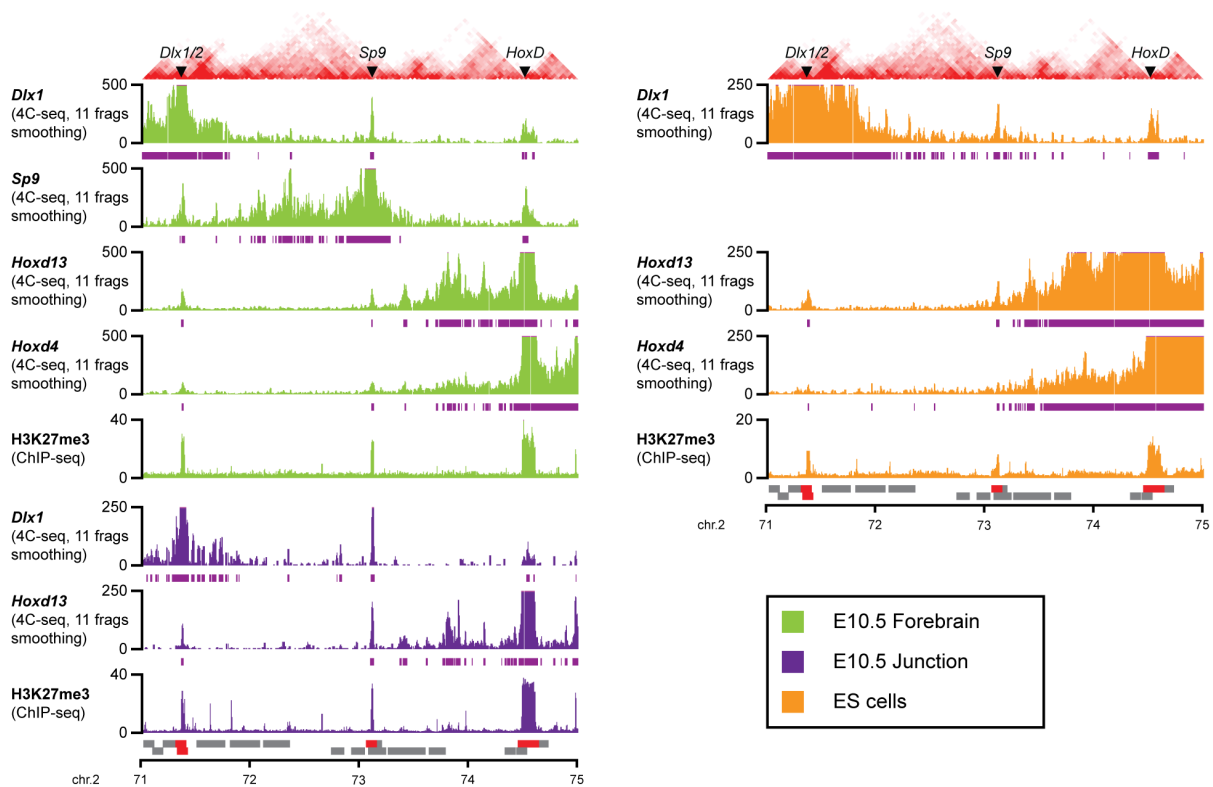 Dlx1/2 Sp9 HoxD
Dlx1
(4C-seq, 11 frags
smoothing)
500
0
Sp9
(4C-seq, 11 frags
smoothing)
500
0
Hoxd13
(4C-seq, 11 frags
smoothing)
500
0
Hoxd4
(4C-seq, 11 frags
smoothing)
500
0
H3K27me3
(ChIP-seq)
40
0
Dlx1
(4C-seq, 11 frags
smoothing)
250
0
Hoxd13
(4C-seq, 11 frags
smoothing)
250
0
H3K27me3
(ChIP-seq)
40
0
chr.2
71 72 73 74 75
Dlx1/2 Sp9 HoxD
Dlx1
(4C-seq, 11 frags
smoothing)
250
0
Hoxd13
(4C-seq, 11 frags
smoothing)
250
0
Hoxd4
(4C-seq, 11 frags
smoothing)
250
0
H3K27me3
(ChIP-seq)
20
0
chr.2
71 72 73 74 75
E10.5 Forebrain
E10.5 Junction
ES cells